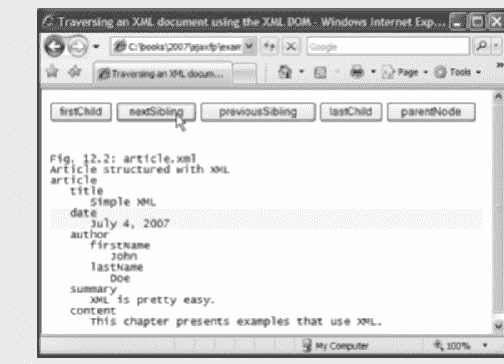 Traversing an XML document using the XML DOM - Windows Internet Exp...
C:\books\2007\ajaxfp\exam
Google
Traversing an XML docum...
Page
Tools
firstChild nextSibling previousSibling lastChild parentNode
Fig. 12.2: article.xml
Article structured with XML
article
title
Simple XML
date
July 4, 2007
author
firstName
John
lastName
Doe
summary
XML is pretty easy.
content
This chapter presents examples that use XML.
My Computer
100%